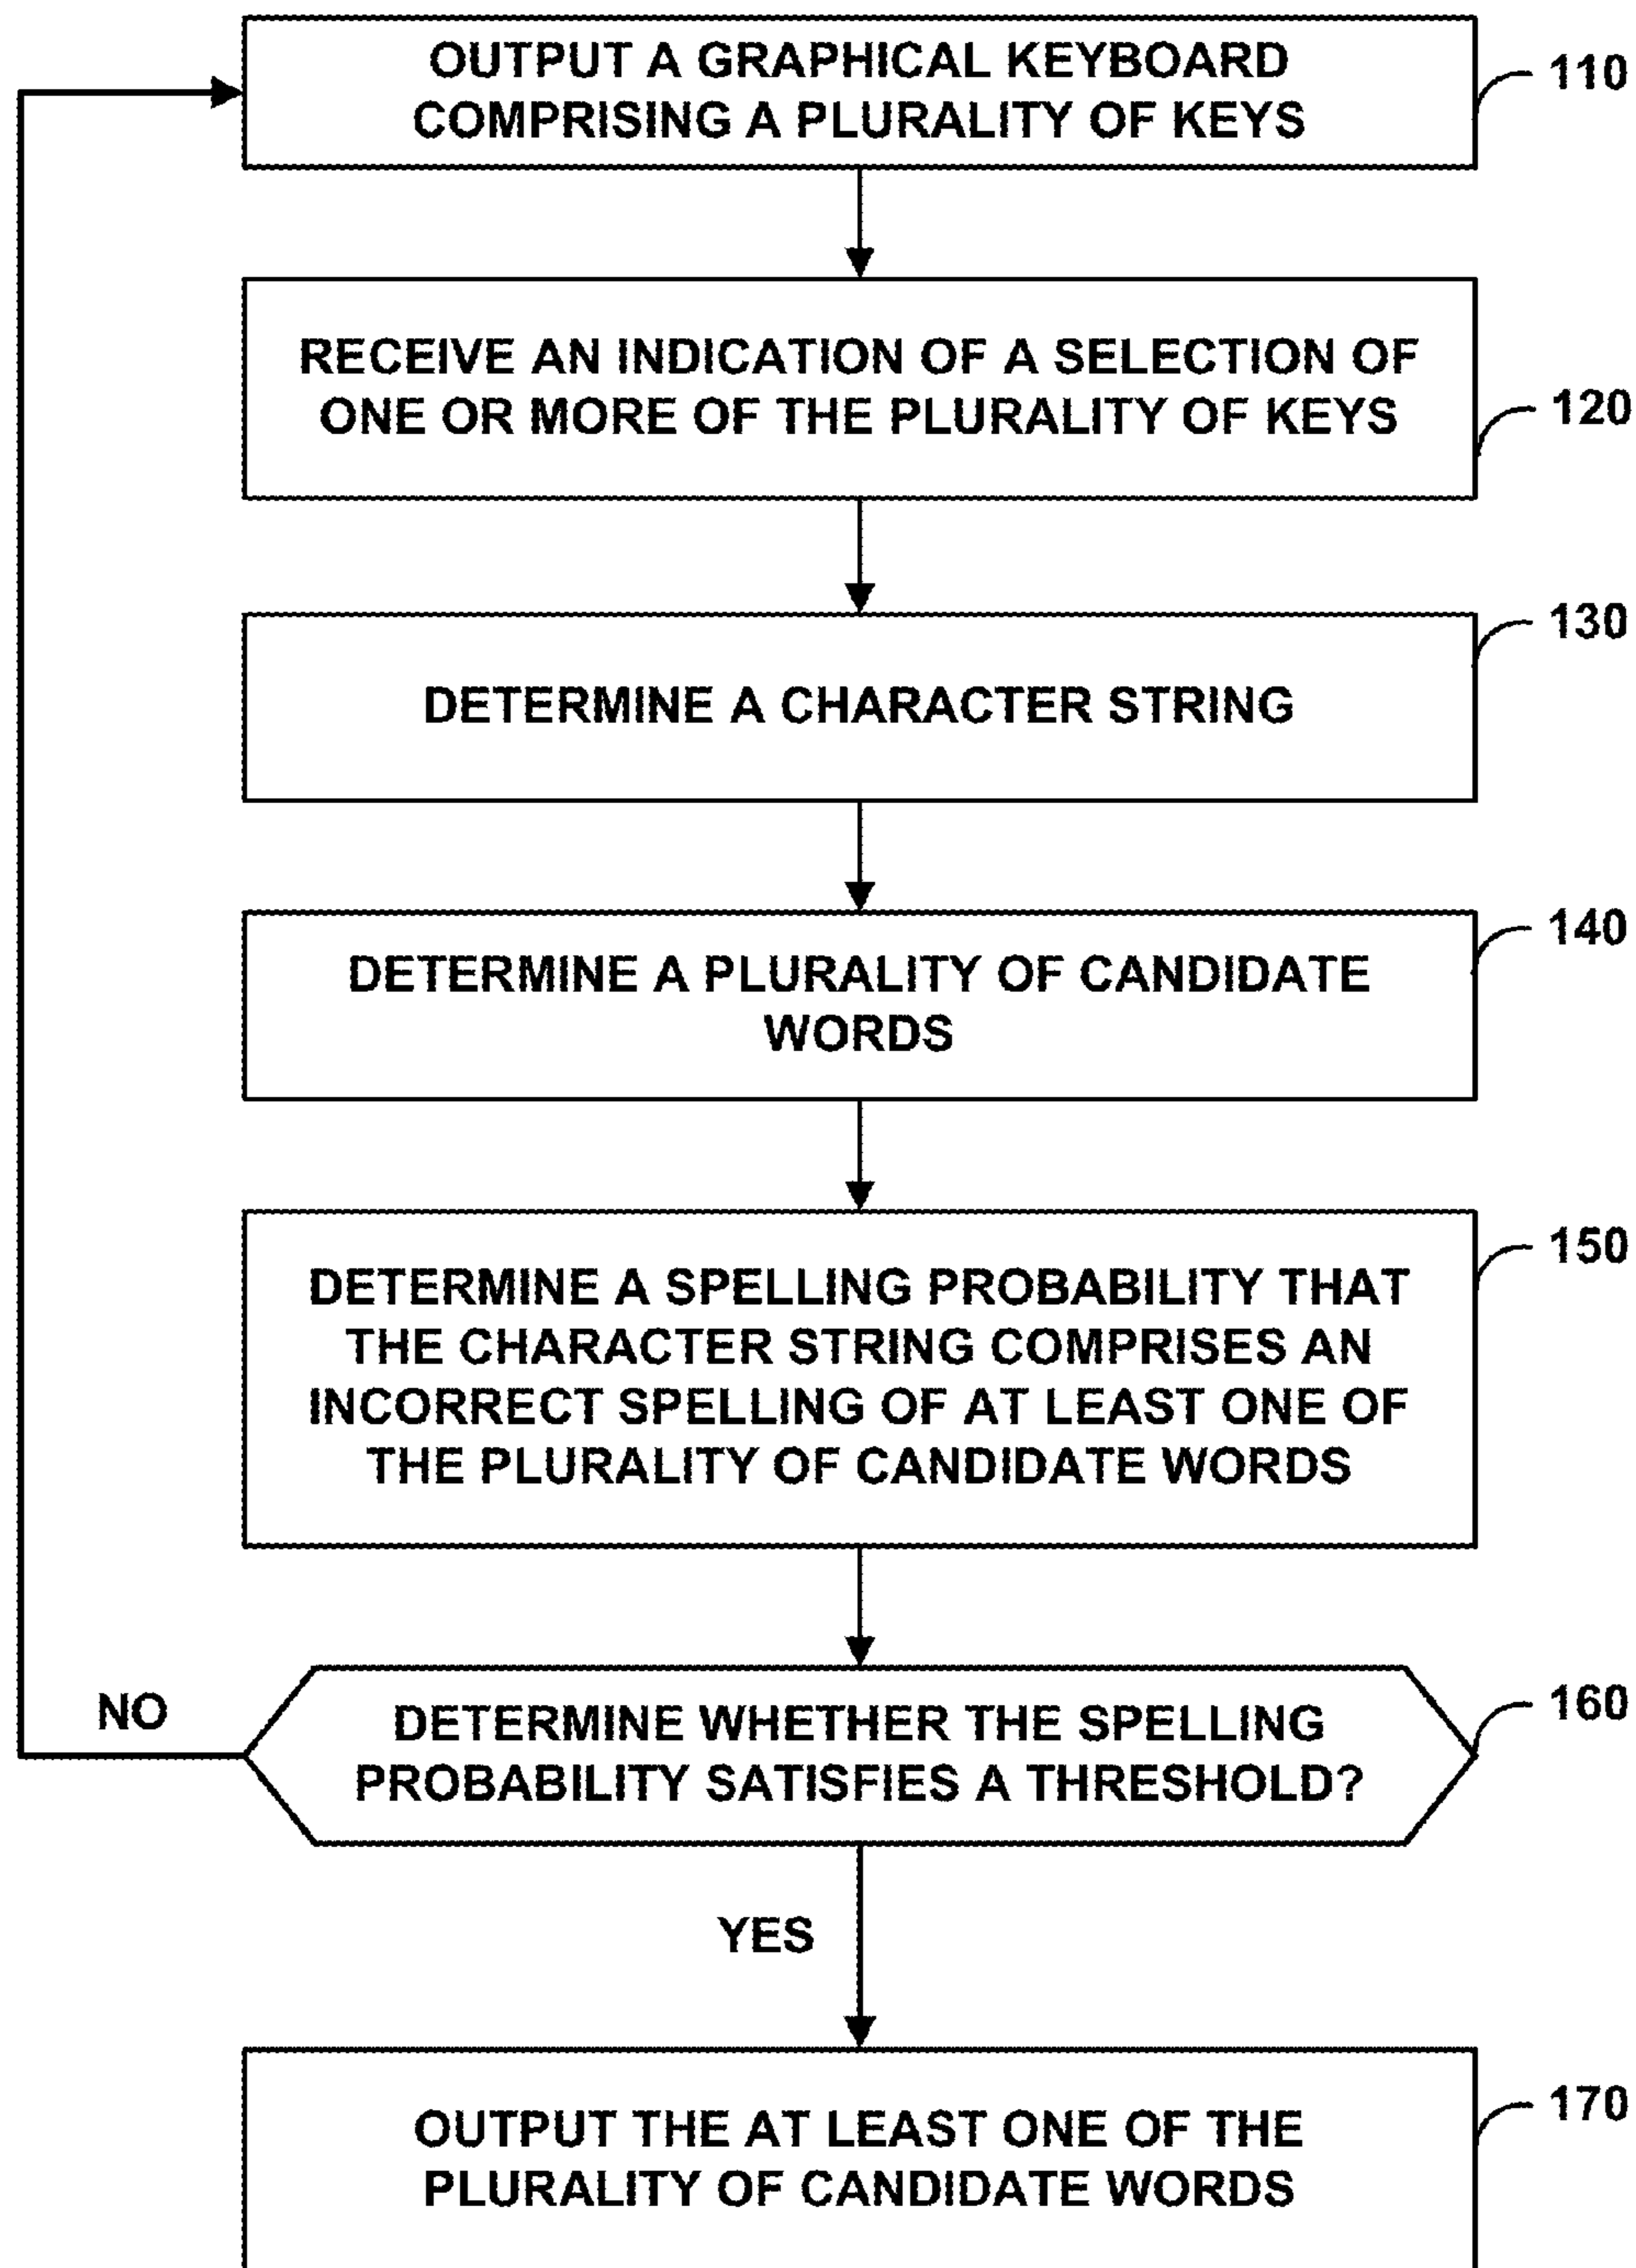 OUTPUT A GRAPHICAL KEYBOARD
COMPRISING A PLURALITY OF KEYS
110
RECEIVE AN INDICATION OF A SELECTION OF
ONE OR MORE OF THE PLURALITY OF KEYS
120
130
DETERMINE A CHARACTER STRING
140
DETERMINE A PLURALITY OF CANDIDATE
WORDS
150
DETERMINE A SPELLING PROBABILITY THAT
THE CHARACTER STRING COMPRISES AN
INCORRECT SPELLING OF AT LEAST ONE OF
THE PLURALITY OF CANDIDATE WORDS
NO
160
DETERMINE WHETHER THE SPELLING
PROBABILITY SATISFIES A THRESHOLD?
YES
170
OUTPUT THE AT LEAST ONE OF THE
PLURALITY OF CANDIDATE WORDS